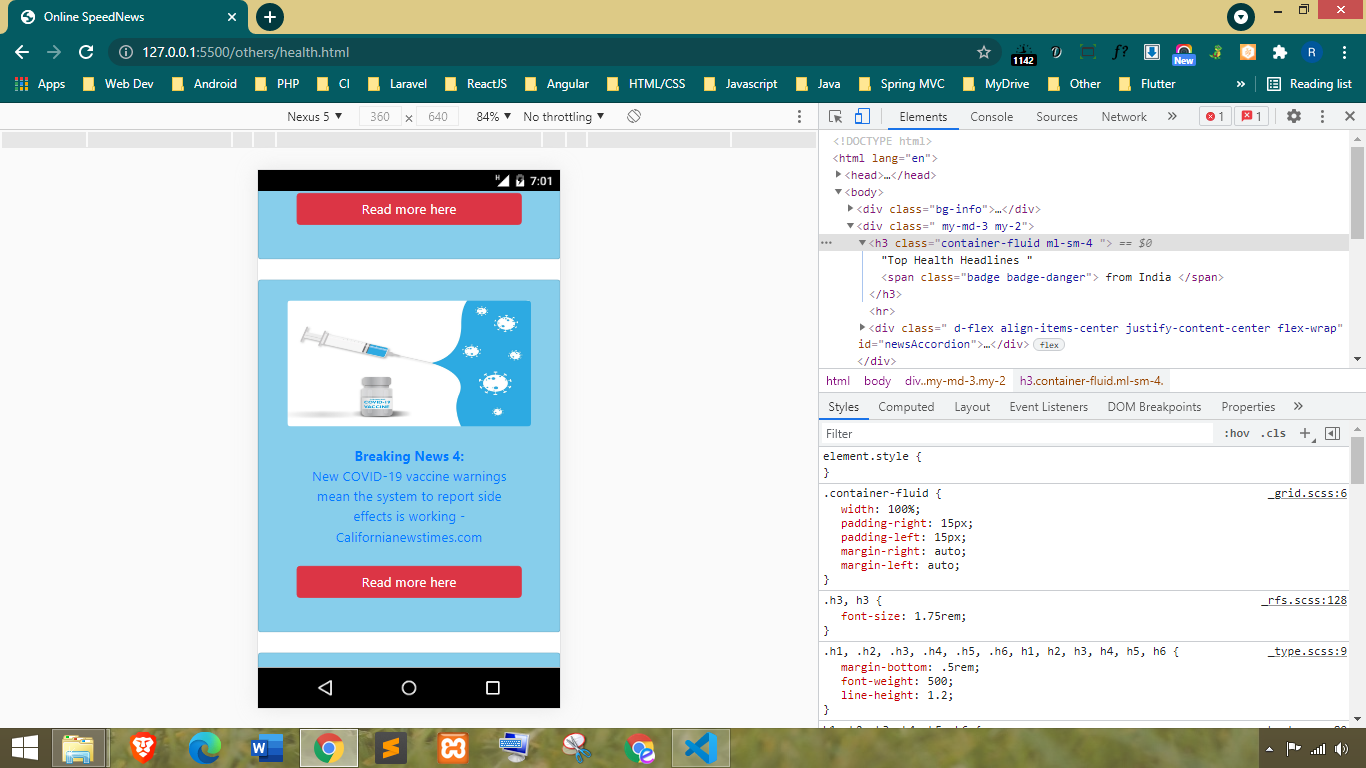 Online SpeedNews
127.0.0.1:5500/others/health.html
1142
New
R
Apps Web Dev Android PHP CI Laravel ReactJS Angular HTML/CSS Javascript Java Spring MVC MyDrive Other Flutter » Reading list
Nexus 5 ▼ 360 × 640 84% ▼ No throttling ▼
7:01
Read more here
COVID-19
VACCINE
Breaking News 4:
New COVID-19 vaccine warnings
mean the system to report side
effects is working -
Californianewstimes.com
Read more here
Elements Console Sources Network » 1 1
<!DOCTYPE html>
<html lang="en">
<head>…</head>
<body>
<div class="bg-info">…</div>
<div class=" my-md-3 my-2">
<h3 class="container-fluid ml-sm-4 "> == $0
"Top Health Headlines "
<span class="badge badge-danger"> from India </span>
</h3>
<hr>
<div class=" d-flex align-items-center justify-content-center flex-wrap"
id="newsAccordion">…</div> flex
</div>
html body div..my-md-3.my-2 h3.container-fluid.ml-sm-4.
Styles Computed Layout Event Listeners DOM Breakpoints Properties »
Filter :hov .cls +
element.style {
}
.container-fluid { _grid.scss:6
width: 100%;
padding-right: 15px;
padding-left: 15px;
margin-right: auto;
margin-left: auto;
}
.h3, h3 { _rfs.scss:128
font-size: 1.75rem;
}
.h1, .h2, .h3, .h4, .h5, .h6, h1, h2, h3, h4, h5, h6 { _type.scss:9
margin-bottom: .5rem;
font-weight: 500;
line-height: 1.2;
}